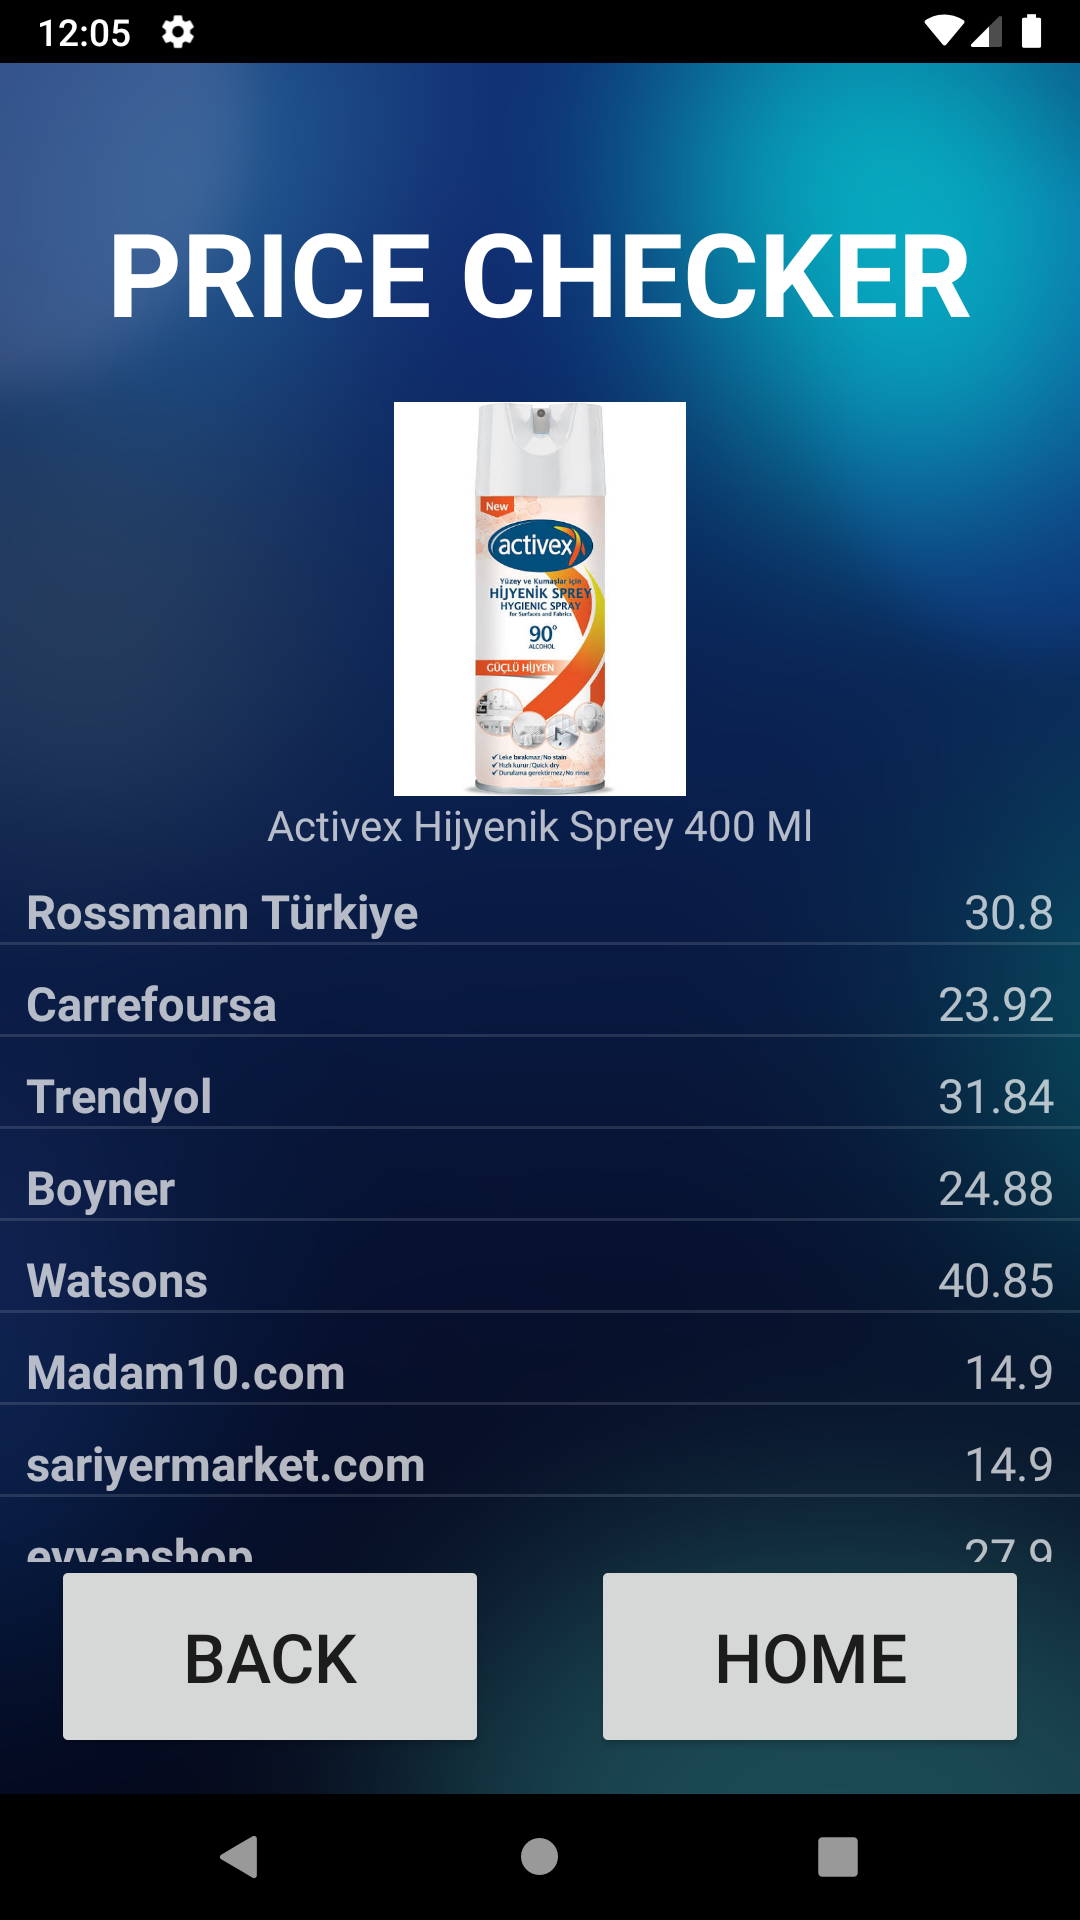 12:05
PRICE CHECKER
New
activex
Yüzey ve Kumaşlar için
HİJYENİK SPREY
HYGIENIC SPRAY
for Surfaces and Fabrics
90°
ALCOHOL
GÜÇLÜ HİJYEN
Leke bırakmaz/No stain
Hızlı kurur/Quick dry
Durulama gerektirmez/No rinse
Activex Hijyenik Sprey 400 Ml
Rossmann Türkiye 30.8
Carrefoursa 23.92
Trendyol 31.84
Boyner 24.88
Watsons 40.85
Madam10.com 14.9
sariyermarket.com 14.9
evvapshop 27.9
BACK HOME